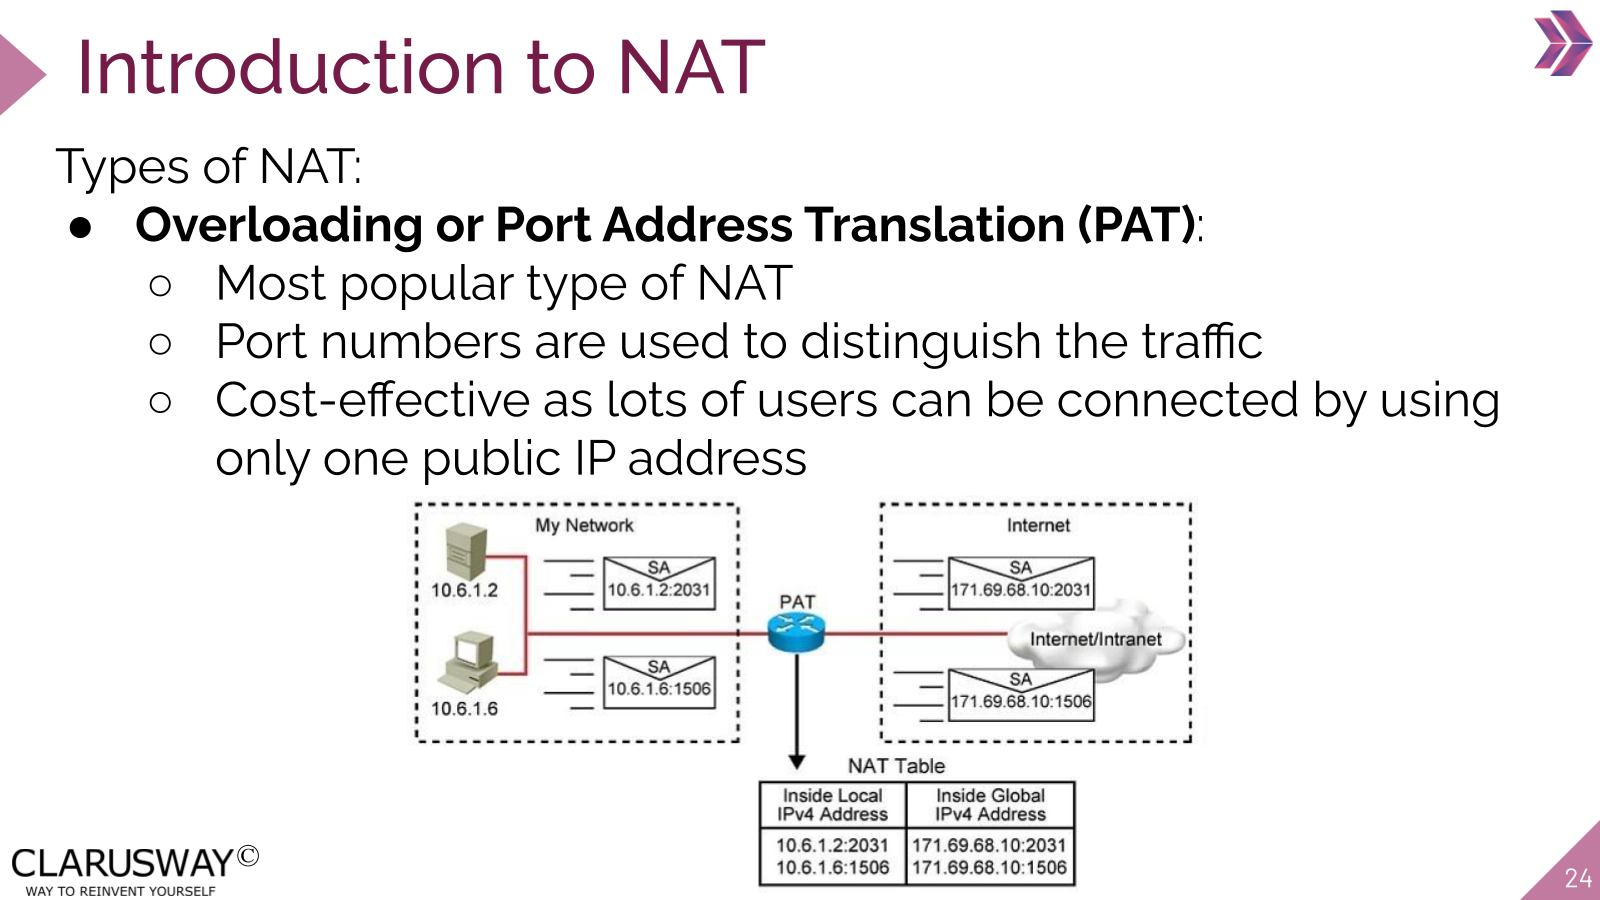 Introduction to NAT
Types of NAT:
● Overloading or Port Address Translation (PAT):
○ Most popular type of NAT
○ Port numbers are used to distinguish the traffic
○ Cost-effective as lots of users can be connected by using
only one public IP address
My Network
10.6.1.2
SA
10.6.1.2:2031
10.6.1.6
SA
10.6.1.6:1506
PAT
Internet
SA
171.69.68.10:2031
Internet/Intranet
SA
171.69.68.10:1506
NAT Table
Inside Local IPv4 Address
Inside Global IPv4 Address
10.6.1.2:2031 171.69.68.10:2031
10.6.1.6:1506 171.69.68.10:1506
CLARUSWAY©
WAY TO REINVENT YOURSELF
24